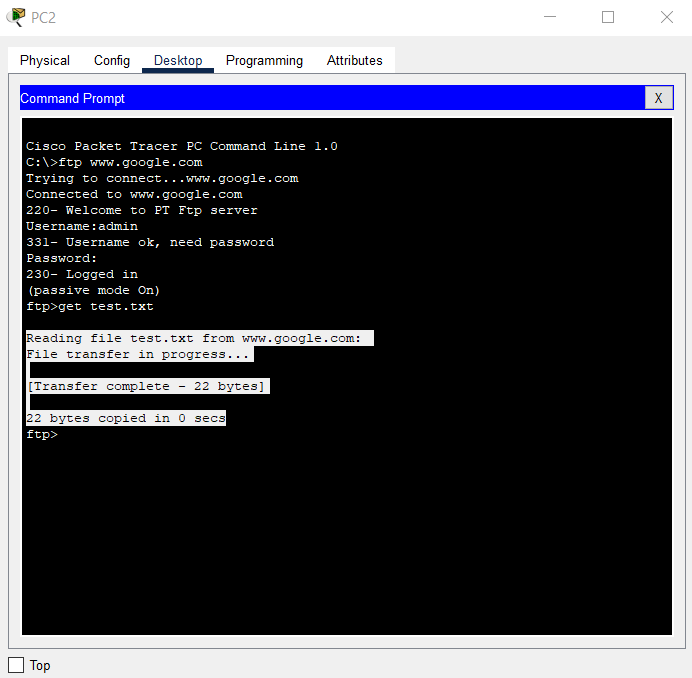 PC2
Physical Config Desktop Programming Attributes
Command Prompt
X
Cisco Packet Tracer PC Command Line 1.0
C:\>ftp www.google.com
Trying to connect...www.google.com
Connected to www.google.com
220- Welcome to PT Ftp server
Username:admin
331- Username ok, need password
Password:
230- Logged in
(passive mode On)
ftp>get test.txt
Reading file test.txt from www.google.com:
File transfer in progress...
[Transfer complete - 22 bytes]
22 bytes copied in 0 secs
ftp>
Top